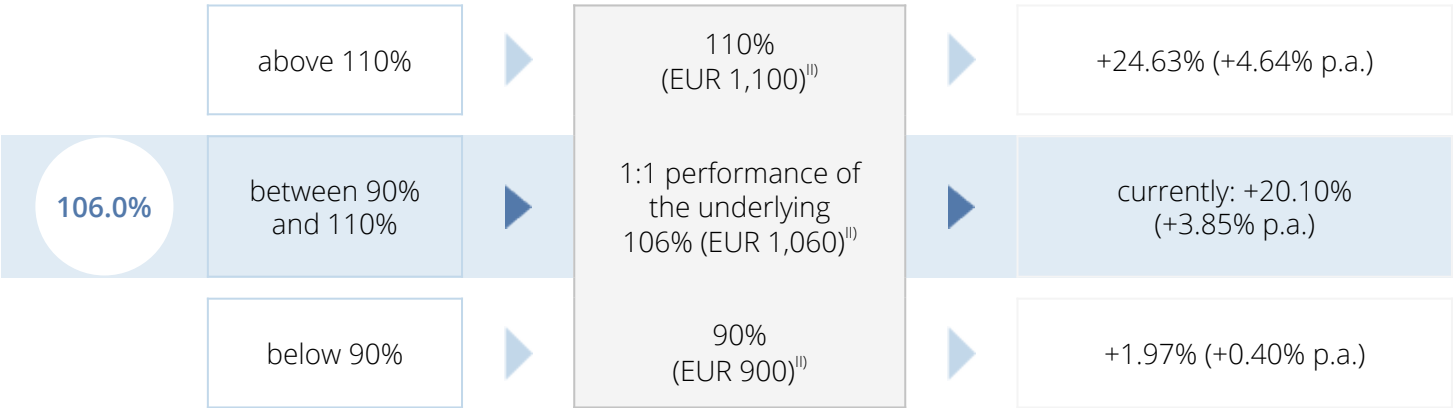 above 110%
110%
(EUR 1,100)II)
+24.63% (+4.64% p.a.)
106.0%
between 90%
and 110%
1:1 performance of
the underlying
106% (EUR 1,060)II)
currently: +20.10%
(+3.85% p.a.)
below 90%
90%
(EUR 900)II)
+1.97% (+0.40% p.a.)